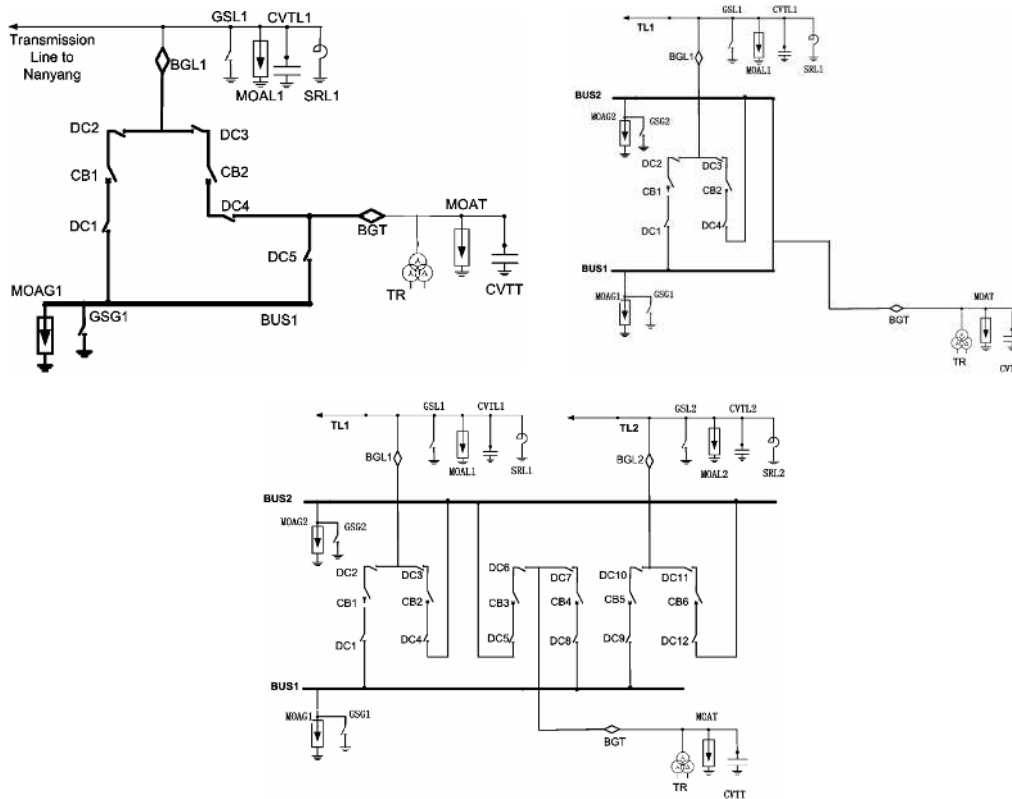 GSL1 CVTL1
Transmission
Line to
Nanyang
BGL1
MOAL1 SRL1
DC2 DC3
CB1 CB2
DC4
DC1
MOAT
BGT
DC5
TR
CVTT
MOAG1
GSG1
BUS1
TL1
GSL1 CVTL1
BGL1
MOAL1
SRL1
BUS2
MOAG2
GSG2
DC2 DC3
CB1 CB2
DC1 DC4
BUS1
MOAG1
GSG1
MOAT
BGT
TR
TL1
GSL1 CVTL1
BGL1
MOAL1 SRL1
TL2
GSL2 CVTL2
BGL2
MOAL2 SRL2
BUS2
MOAG2
GSG2
DC2 DC3 DC6 DC7 DC10 DC11
CB1 CB2 CB3 CB4 CB5 CB6
DC1 DC4 DC5 DC8 DC9 DC12
BUS1
MOAG1
GSG1
MOAT
BGT
TR
CVTT